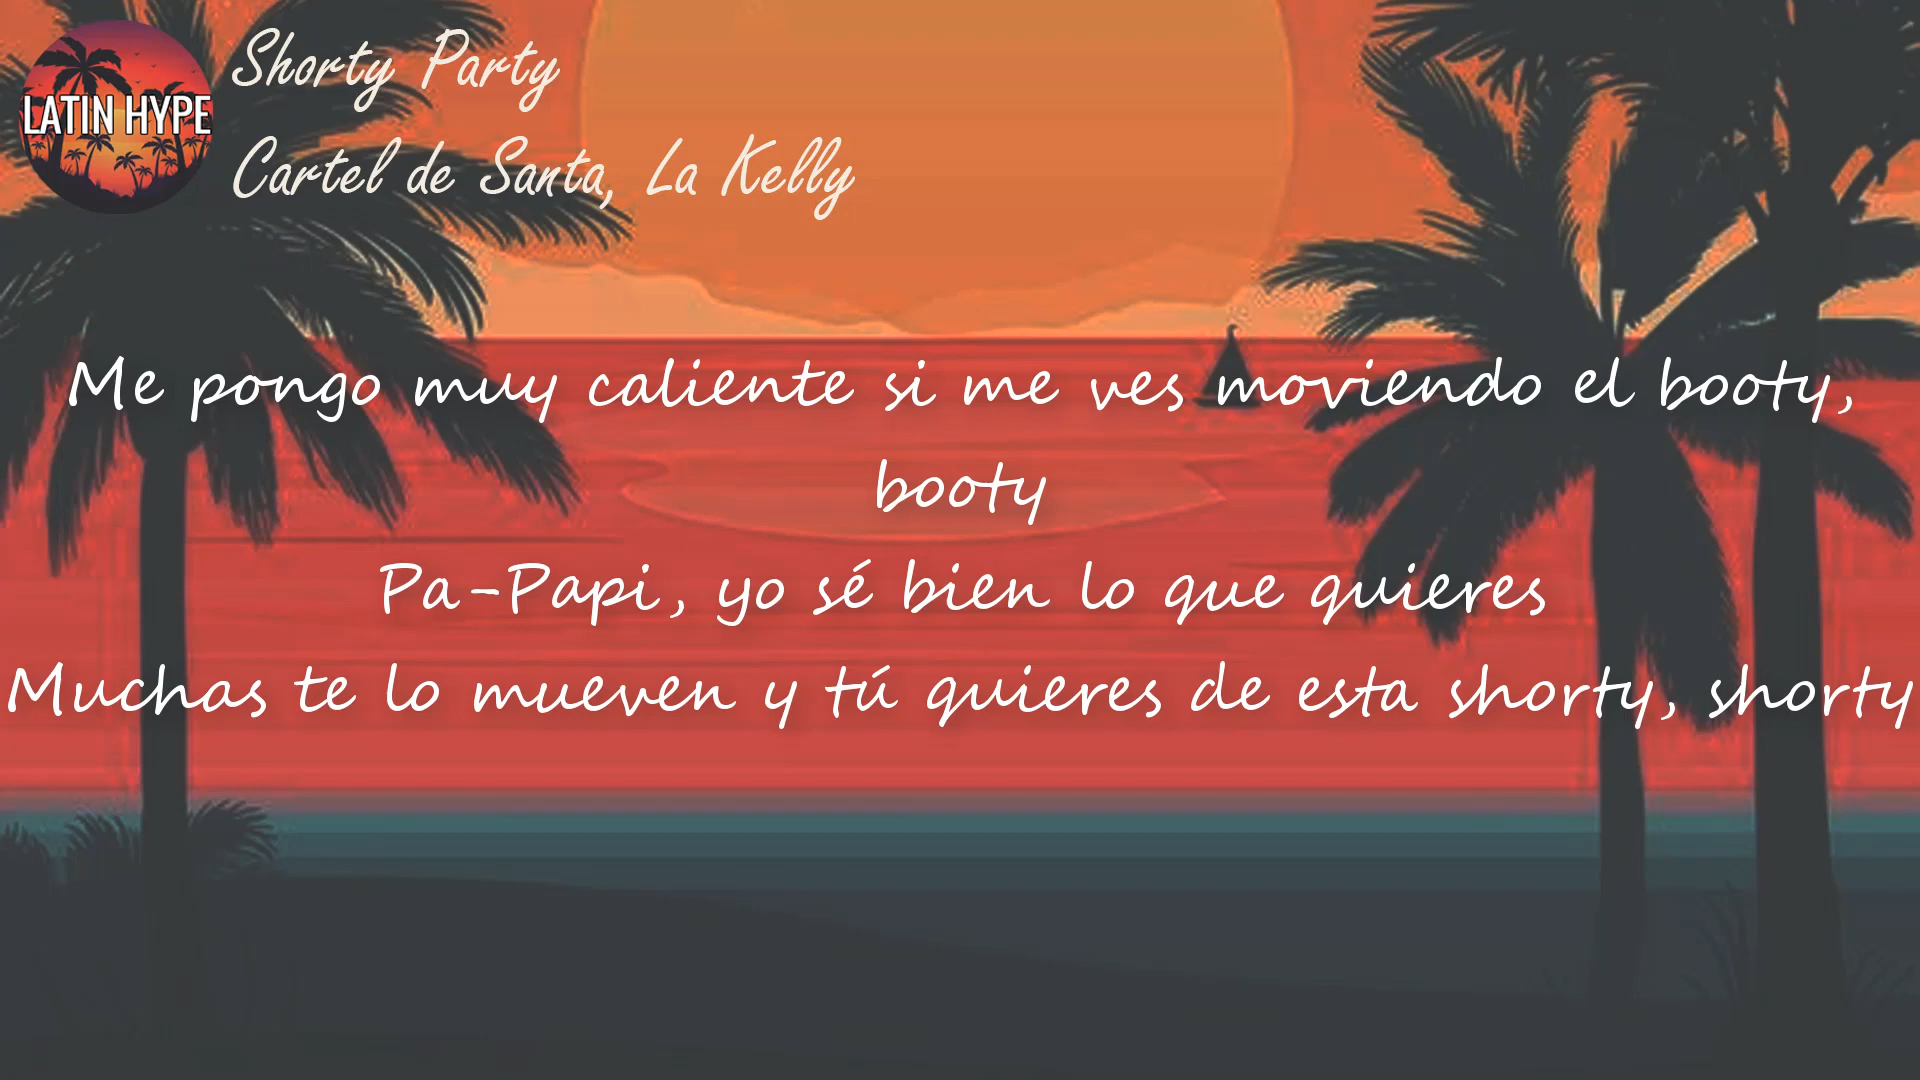 LATIN HYPE
Shorty Party
Cartel de Santa, La Kelly
Me pongo muy caliente si me ves moviendo el booty,
booty
Pa-Papi, yo sé bien lo que quieres
Muchas te lo mueven y tú quieres de esta shorty, shorty